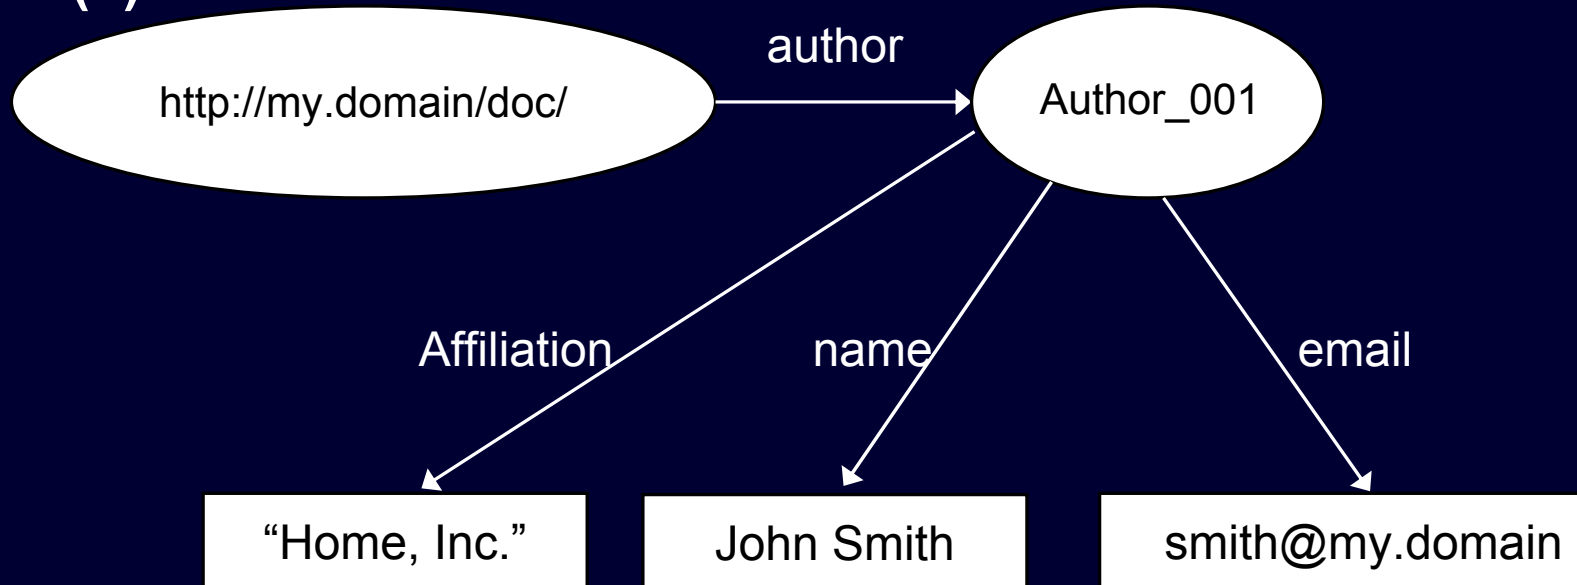 author
http://my.domain/doc/
Author_001
Affiliation
name
email
“Home, Inc.”
John Smith
smith@my.domain